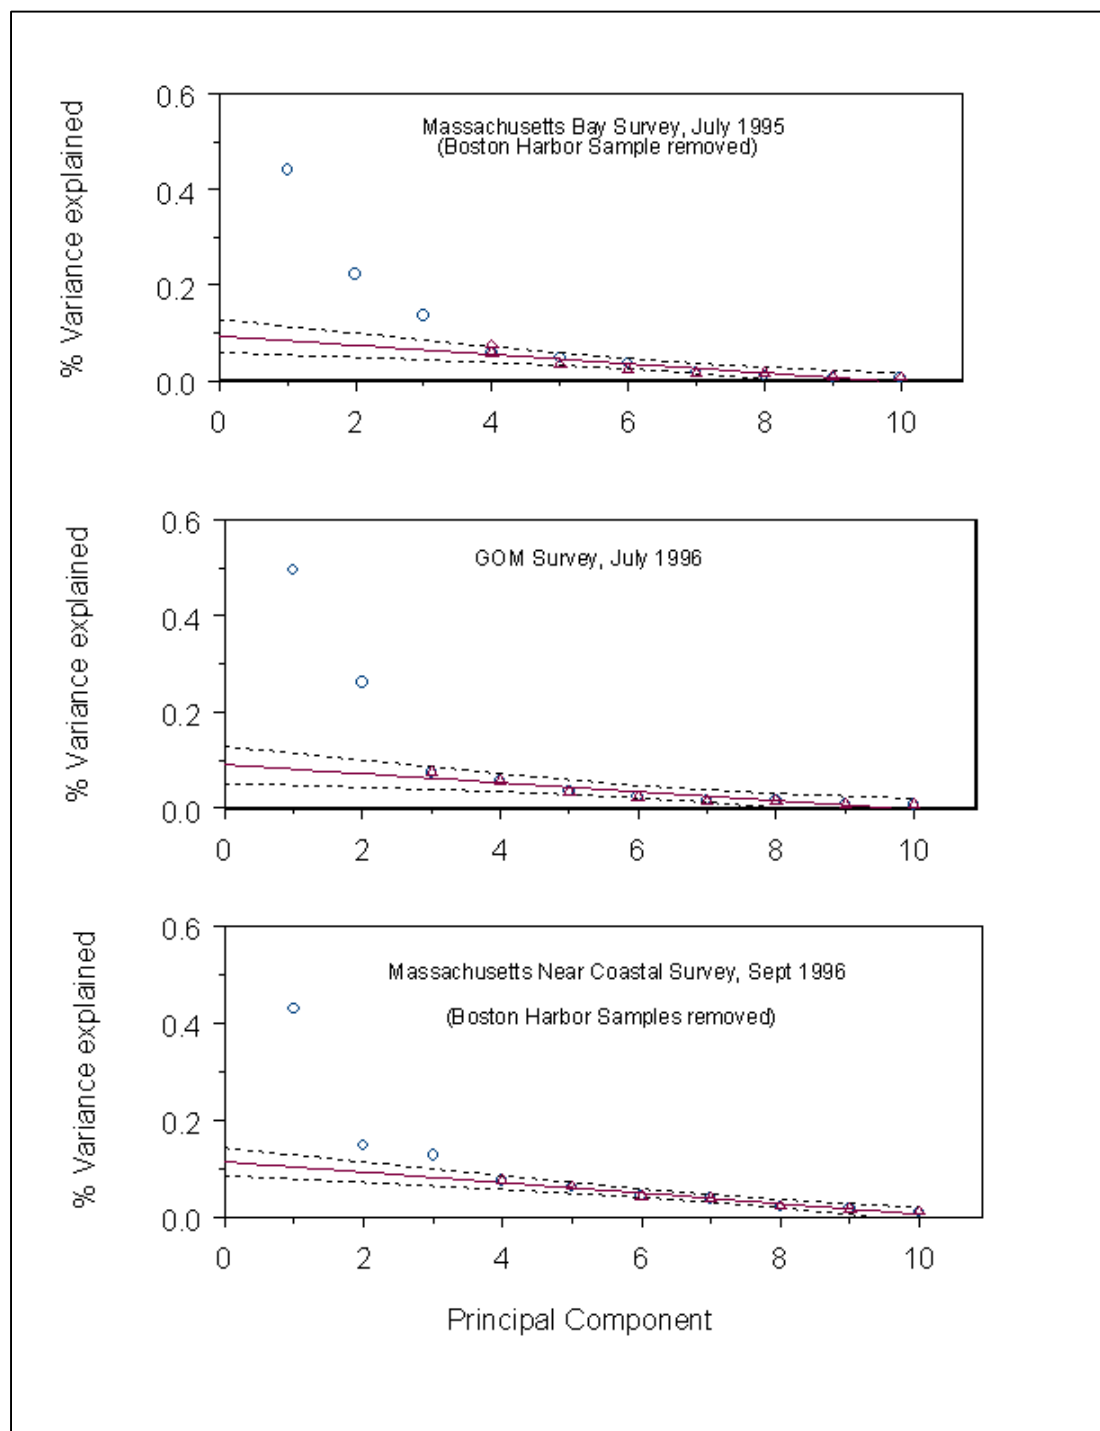 % Variance explained
0.6
0.4
0.2
0.0
Massachusetts Bay Survey, July 1995
(Boston Harbor Sample removed)
0 2 4 6 8 10
% Variance explained
0.6
0.4
0.2
0.0
GOM Survey, July 1996
0 2 4 6 8 10
% Variance explained
0.6
0.4
0.2
0.0
Massachusetts Near Coastal Survey, Sept 1996
(Boston Harbor Samples removed)
0 2 4 6 8 10
Principal Component